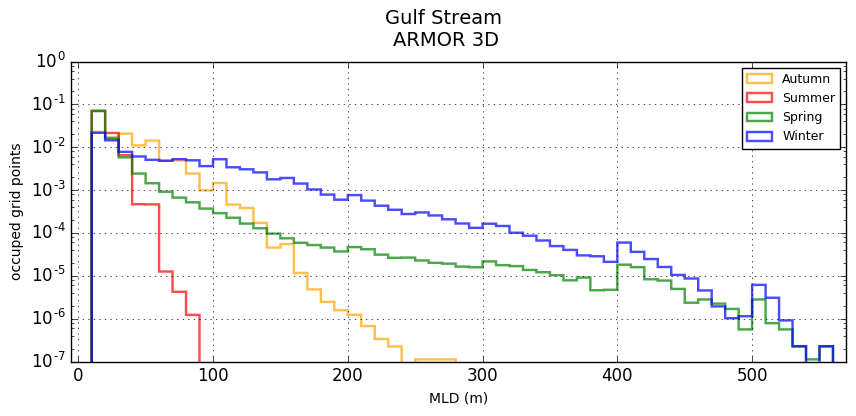 Gulf Stream
ARMOR 3D
10^0
10^-1
10^-2
10^-3
10^-4
10^-5
10^-6
10^-7
occuped grid points
Autumn
Summer
Spring
Winter
0 100 200 300 400 500
MLD (m)